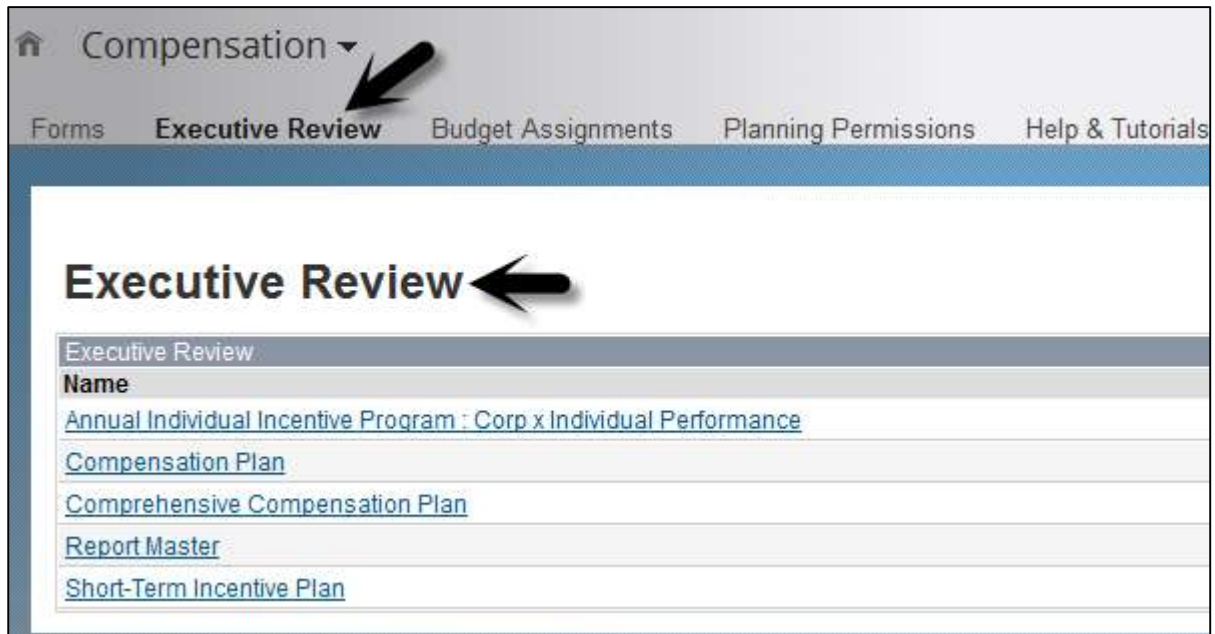 Compensation
Forms Executive Review Budget Assignments Planning Permissions Help & Tutorials
Executive Review
Executive Review
Name
Annual Individual Incentive Program : Corp x Individual Performance
Compensation Plan
Comprehensive Compensation Plan
Report Master
Short-Term Incentive Plan